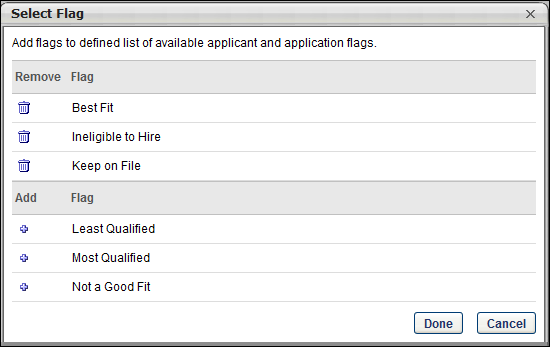 Select Flag
Add flags to defined list of available applicant and application flags.
Remove Flag
Best Fit
Ineligible to Hire
Keep on File
Add Flag
Least Qualified
Most Qualified
Not a Good Fit
Done Cancel